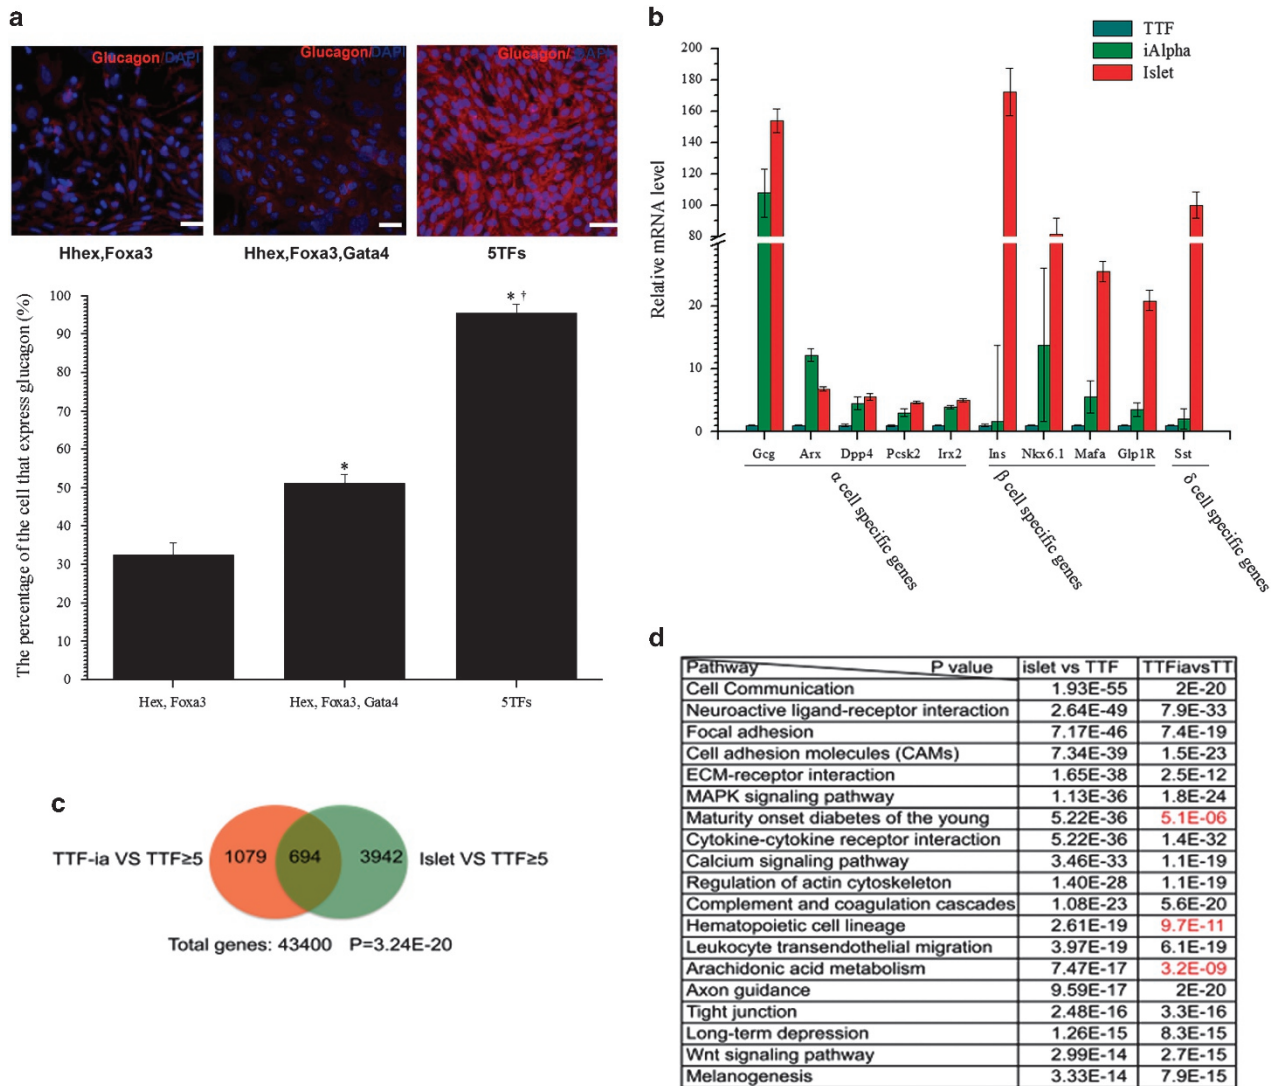 a
Glucagon/DAPI
Glucagon/DAPI
Glucagon/DAPI
Hhex,Foxa3
Hhex,Foxa3,Gata4
5TFs
The percentage of the cell that express glucagon (%)
100
90
80
70
60
50
40
30
20
10
0
*
* †
Hex, Foxa3
Hex, Foxa3, Gata4
5TFs
b
TTF
iAlpha
Islet
Relative mRNA level
200
180
160
140
120
100
80
20
10
0
Gcg Arx Dpp4 Pcsk2 Irx2 Ins Nkx6.1 Mafa Glp1R Sst
α cell specific genes
β cell specific genes
δ cell specific genes
c
TTF-ia VS TTF≥5 1079 694 3942 Islet VS TTF≥5
Total genes: 43400 P=3.24E-20
d
Pathway P value islet vs TTF TTFiavsTT
Cell Communication 1.93E-55 2E-20
Neuroactive ligand-receptor interaction 2.64E-49 7.9E-33
Focal adhesion 7.17E-46 7.4E-19
Cell adhesion molecules (CAMs) 7.34E-39 1.5E-23
ECM-receptor interaction 1.65E-38 2.5E-12
MAPK signaling pathway 1.13E-36 1.8E-24
Maturity onset diabetes of the young 5.22E-36 5.1E-06
Cytokine-cytokine receptor interaction 5.22E-36 1.4E-32
Calcium signaling pathway 3.46E-33 1.1E-19
Regulation of actin cytoskeleton 1.40E-28 1.1E-19
Complement and coagulation cascades 1.08E-23 5.6E-20
Hematopoietic cell lineage 2.61E-19 9.7E-11
Leukocyte transendothelial migration 3.97E-19 6.1E-19
Arachidonic acid metabolism 7.47E-17 3.2E-09
Axon guidance 9.59E-17 2E-20
Tight junction 2.48E-16 3.3E-16
Long-term depression 1.26E-15 8.3E-15
Wnt signaling pathway 2.99E-14 2.7E-15
Melanogenesis 3.33E-14 7.9E-15